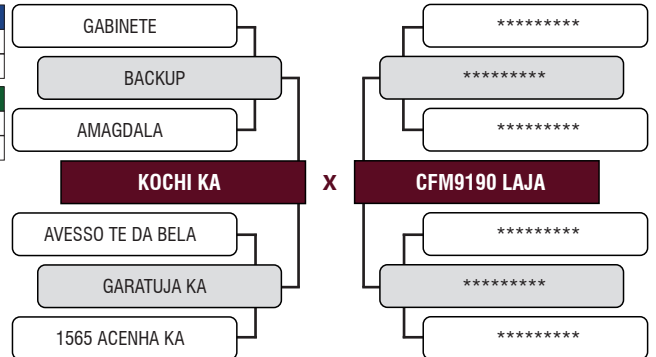 GABINETE
BACKUP
AMAGDALA
KOCHI KA
AVESSO TE DA BELA
GARATUJA KA
1565 ACENHA KA
X
*********
*********
*********
CFM9190 LAJA
*********
*********
*********